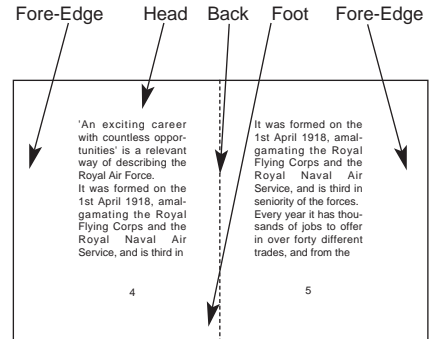 Fore-Edge Head Back Foot Fore-Edge
'An exciting career
with countless oppor-
tunities' is a relevant
way of describing the
Royal Air Force.
It was formed on the
1st April 1918, amal-
gamating the Royal
Flying Corps and the
Royal Naval Air
Service, and is third in
4
It was formed on the
1st April 1918, amal-
gamating the Royal
Flying Corps and the
Royal Naval Air
Service, and is third in
seniority of the forces.
Every year it has thou-
sands of jobs to offer
in over forty different
trades, and from the
5